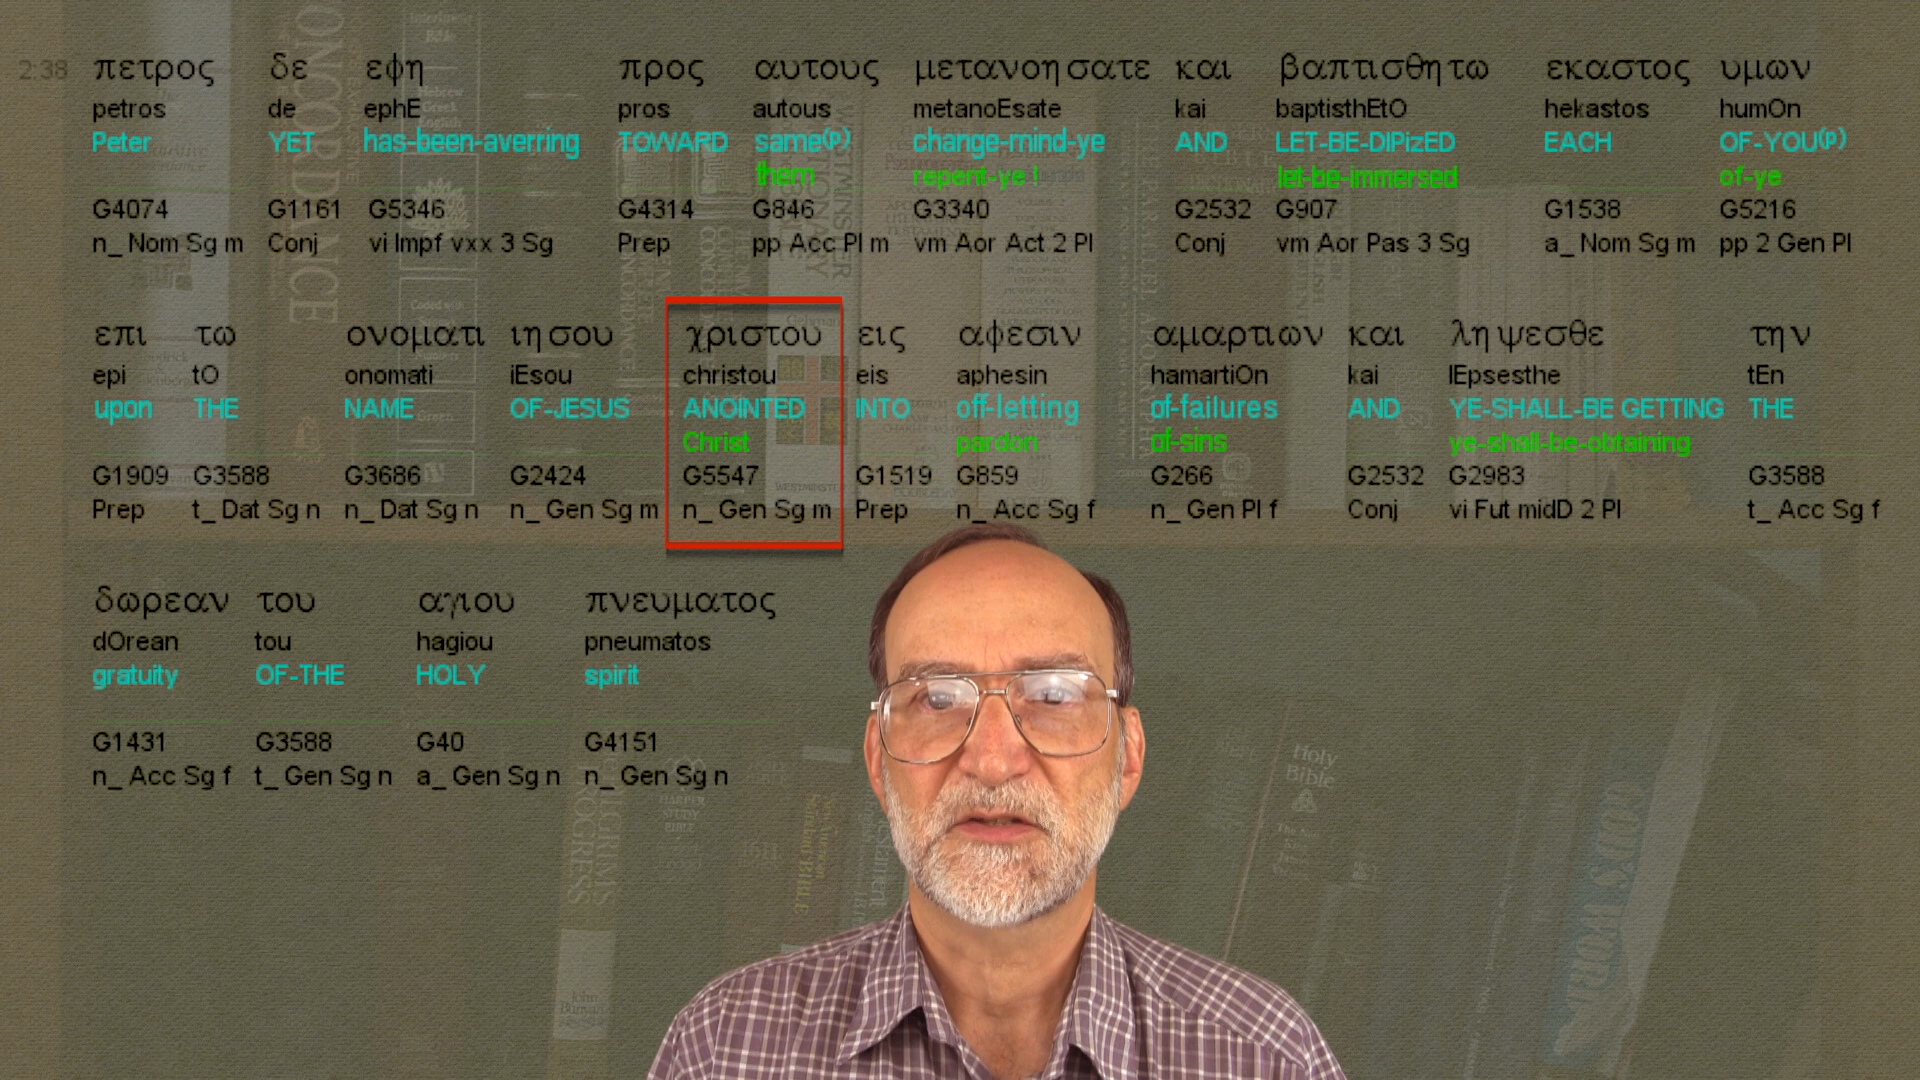 2:38 πετρος δε εφη προς αυτους μετανοησατε και βαπτισθητω εκαστος υμων
petros de ephE pros autous metanoEsate kai baptisthEtO hekastos humOn
Peter YET has-been-averring TOWARD same(p) change-mind-ye AND LET-BE-DIPizED EACH OF-YOU(p)
them repent-ye ! let-be-immersed of-ye
G4074 G1161 G5346 G4314 G846 G3340 G2532 G907 G1538 G5216
n_ Nom Sg m Conj vi Impf vxx 3 Sg Prep pp Acc Pl m vm Aor Act 2 Pl Conj vm Aor Pas 3 Sg a_ Nom Sg m pp 2 Gen Pl
επι τω ονοματι ιησου χριστου εις αφεσιν αμαρτιων και ληψεσθε την
epi tO onomati iEsou christou eis aphesin hamartiOn kai lEpsesthe tEn
upon THE NAME OF-JESUS ANOINTED INTO off-letting of-failures AND YE-SHALL-BE GETTING THE
Christ pardon of-sins ye-shall-be-obtaining
G1909 G3588 G3686 G2424 G5547 G1519 G859 G266 G2532 G2983 G3588
Prep t_ Dat Sg n n_ Dat Sg n n_ Gen Sg m n_ Gen Sg m Prep n_ Acc Sg f n_ Gen Pl f Conj vi Fut midD 2 Pl t_ Acc Sg f
δωρεαν του αγιου πνευματος
dOrean tou hagiou pneumatos
gratuity OF-THE HOLY spirit
G1431 G3588 G40 G4151
n_ Acc Sg f t_ Gen Sg n a_ Gen Sg n n_ Gen Sg n
Holy
Bible